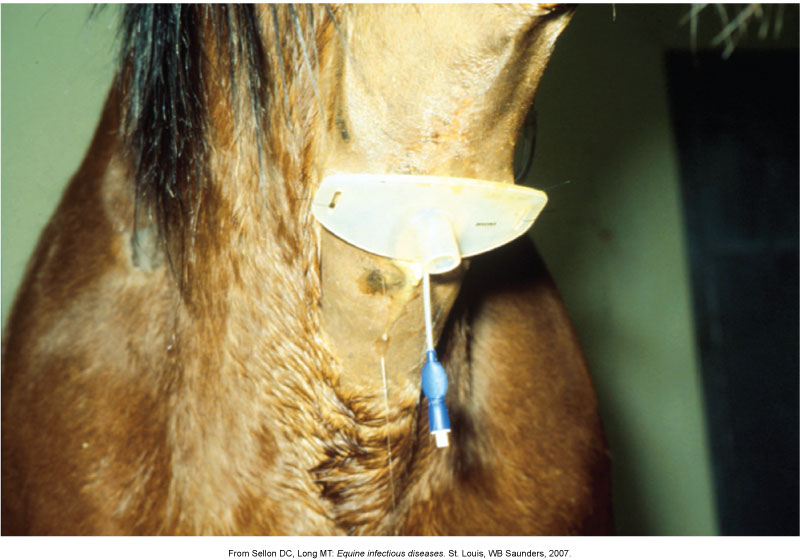 From Sellon DC, Long MT: Equine infectious diseases. St. Louis, WB Saunders, 2007.